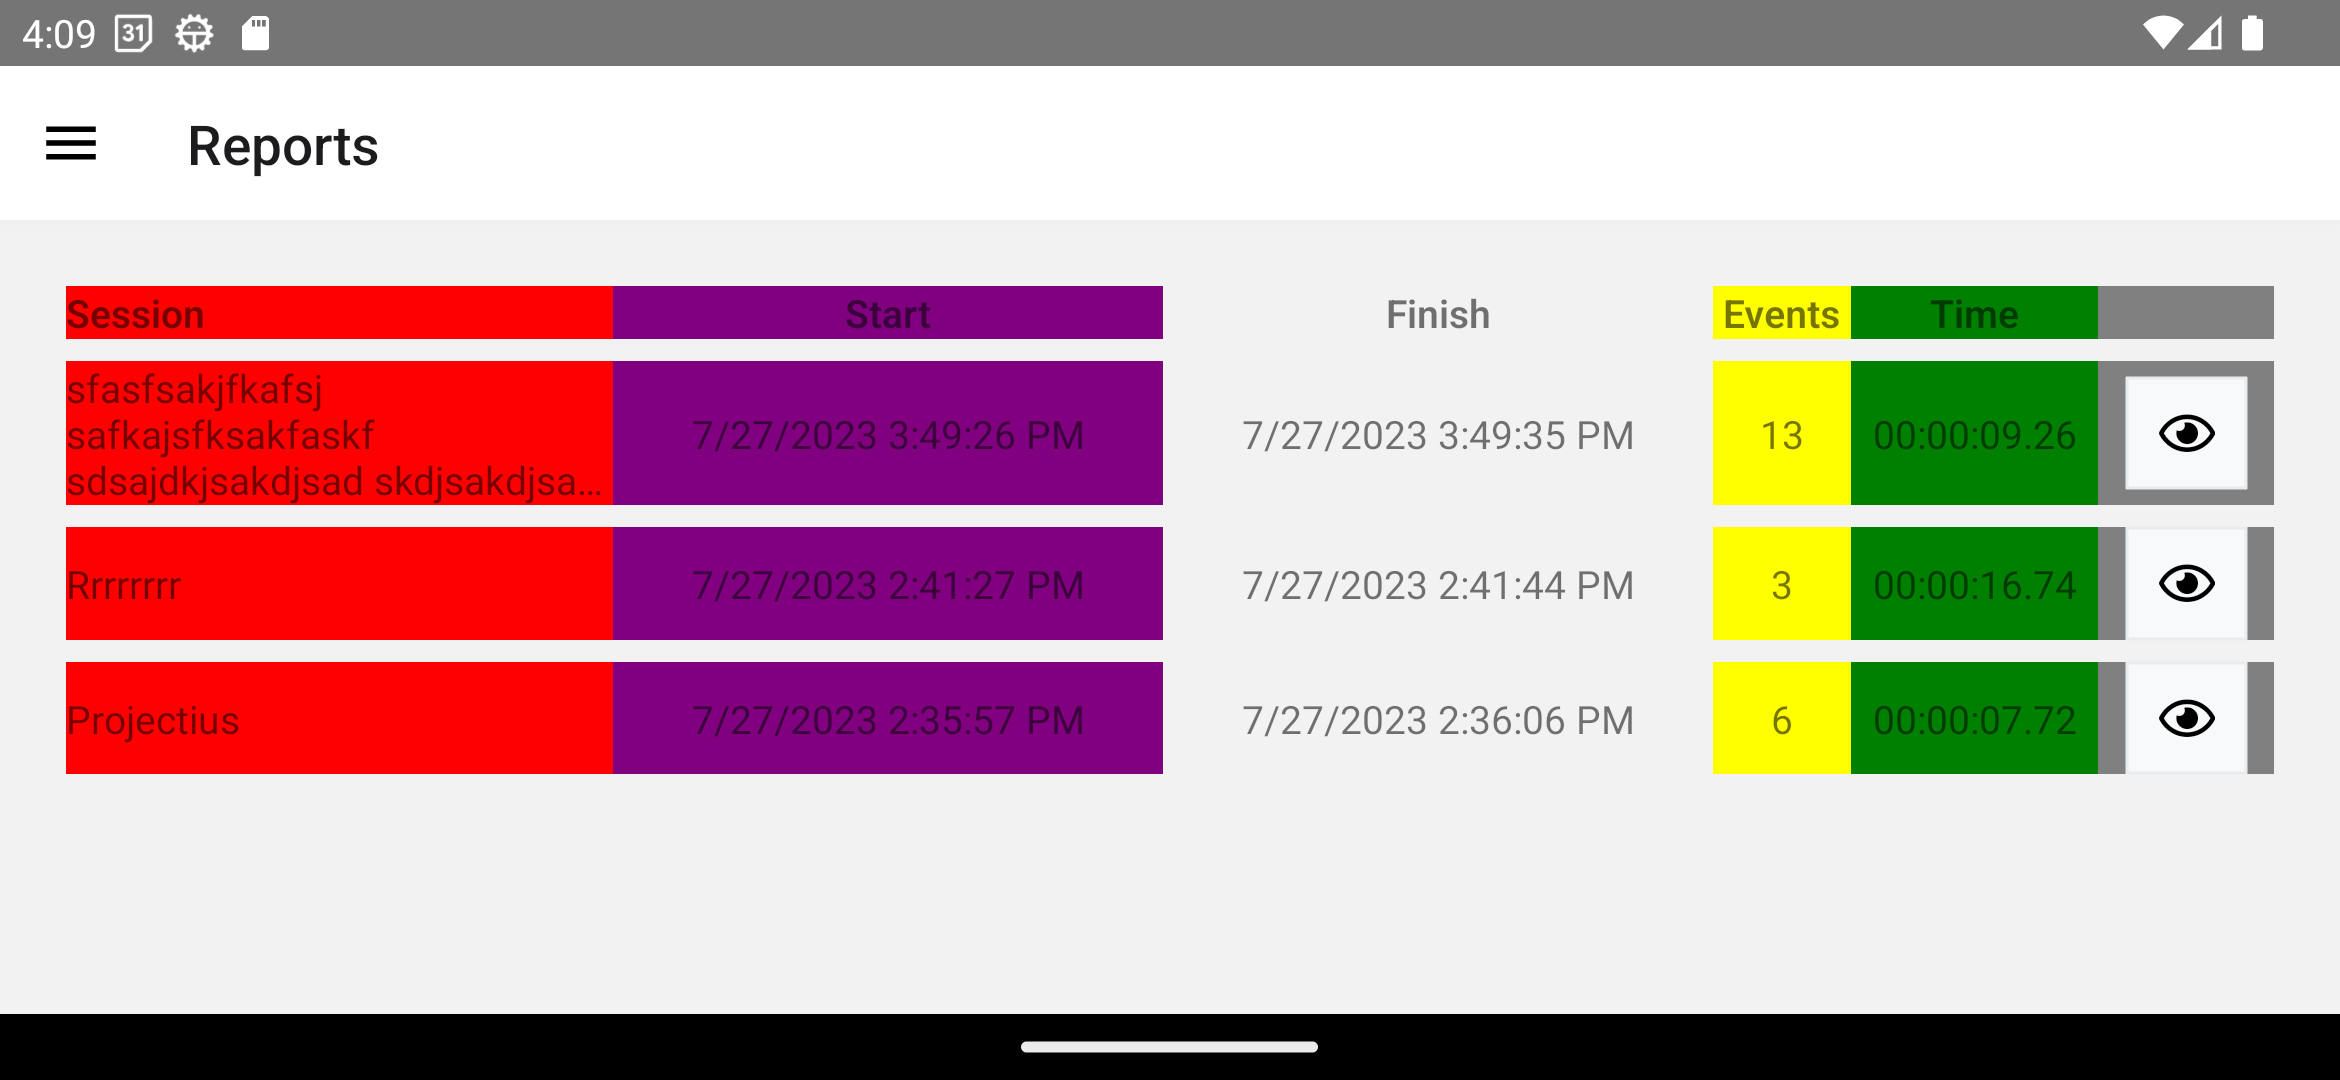 4:09 31
Reports
Session Start Finish Events Time
sfasfsakjfkafsj
safkajsfksakfaskf
sdsajdkjsakdjsad skdjsakdjsa... 7/27/2023 3:49:26 PM 7/27/2023 3:49:35 PM 13 00:00:09.26
Rrrrrrrr 7/27/2023 2:41:27 PM 7/27/2023 2:41:44 PM 3 00:00:16.74
Projectius 7/27/2023 2:35:57 PM 7/27/2023 2:36:06 PM 6 00:00:07.72